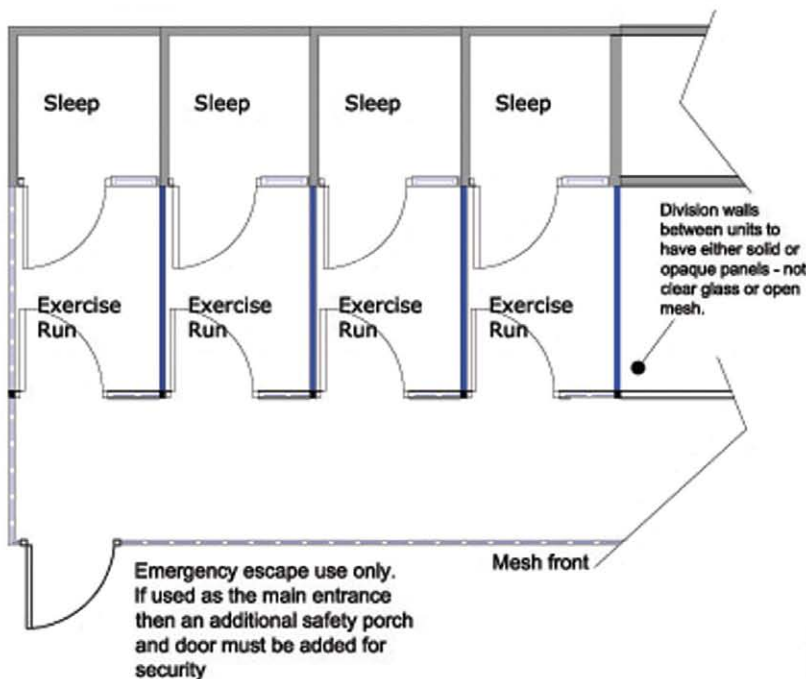 Sleep
Sleep
Sleep
Sleep
Division walls
between units to
have either solid or
opaque panels - not
clear glass or open
mesh.
Exercise
Run
Exercise
Run
Exercise
Run
Exercise
Run
Mesh front
Emergency escape use only.
If used as the main entrance
then an additional safety porch
and door must be added for
security